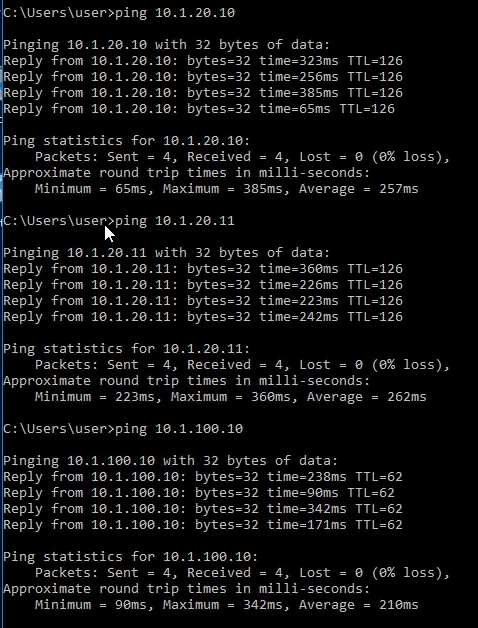 C:\Users\user>ping 10.1.20.10
Pinging 10.1.20.10 with 32 bytes of data:
Reply from 10.1.20.10: bytes=32 time=323ms TTL=126
Reply from 10.1.20.10: bytes=32 time=256ms TTL=126
Reply from 10.1.20.10: bytes=32 time=385ms TTL=126
Reply from 10.1.20.10: bytes=32 time=65ms TTL=126
Ping statistics for 10.1.20.10:
    Packets: Sent = 4, Received = 4, Lost = 0 (0% loss),
Approximate round trip times in milli-seconds:
    Minimum = 65ms, Maximum = 385ms, Average = 257ms
C:\Users\user>ping 10.1.20.11
Pinging 10.1.20.11 with 32 bytes of data:
Reply from 10.1.20.11: bytes=32 time=360ms TTL=126
Reply from 10.1.20.11: bytes=32 time=226ms TTL=126
Reply from 10.1.20.11: bytes=32 time=223ms TTL=126
Reply from 10.1.20.11: bytes=32 time=242ms TTL=126
Ping statistics for 10.1.20.11:
    Packets: Sent = 4, Received = 4, Lost = 0 (0% loss),
Approximate round trip times in milli-seconds:
    Minimum = 223ms, Maximum = 360ms, Average = 262ms
C:\Users\user>ping 10.1.100.10
Pinging 10.1.100.10 with 32 bytes of data:
Reply from 10.1.100.10: bytes=32 time=238ms TTL=62
Reply from 10.1.100.10: bytes=32 time=90ms TTL=62
Reply from 10.1.100.10: bytes=32 time=342ms TTL=62
Reply from 10.1.100.10: bytes=32 time=171ms TTL=62
Ping statistics for 10.1.100.10:
    Packets: Sent = 4, Received = 4, Lost = 0 (0% loss),
Approximate round trip times in milli-seconds:
    Minimum = 90ms, Maximum = 342ms, Average = 210ms